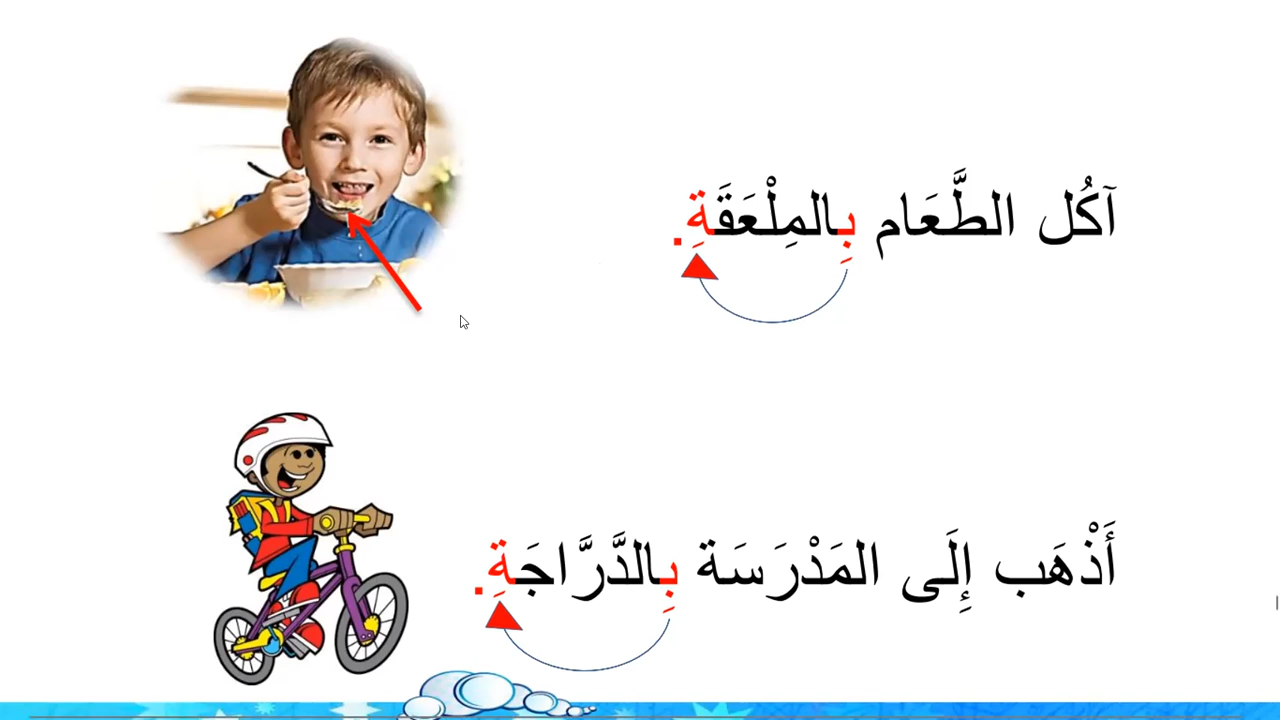 آكُل الطَّعَام بِالمِلْعَقَةِ.
أَذْهَب إِلَى المَدْرَسَة بِالدَّرَّاجَةِ.